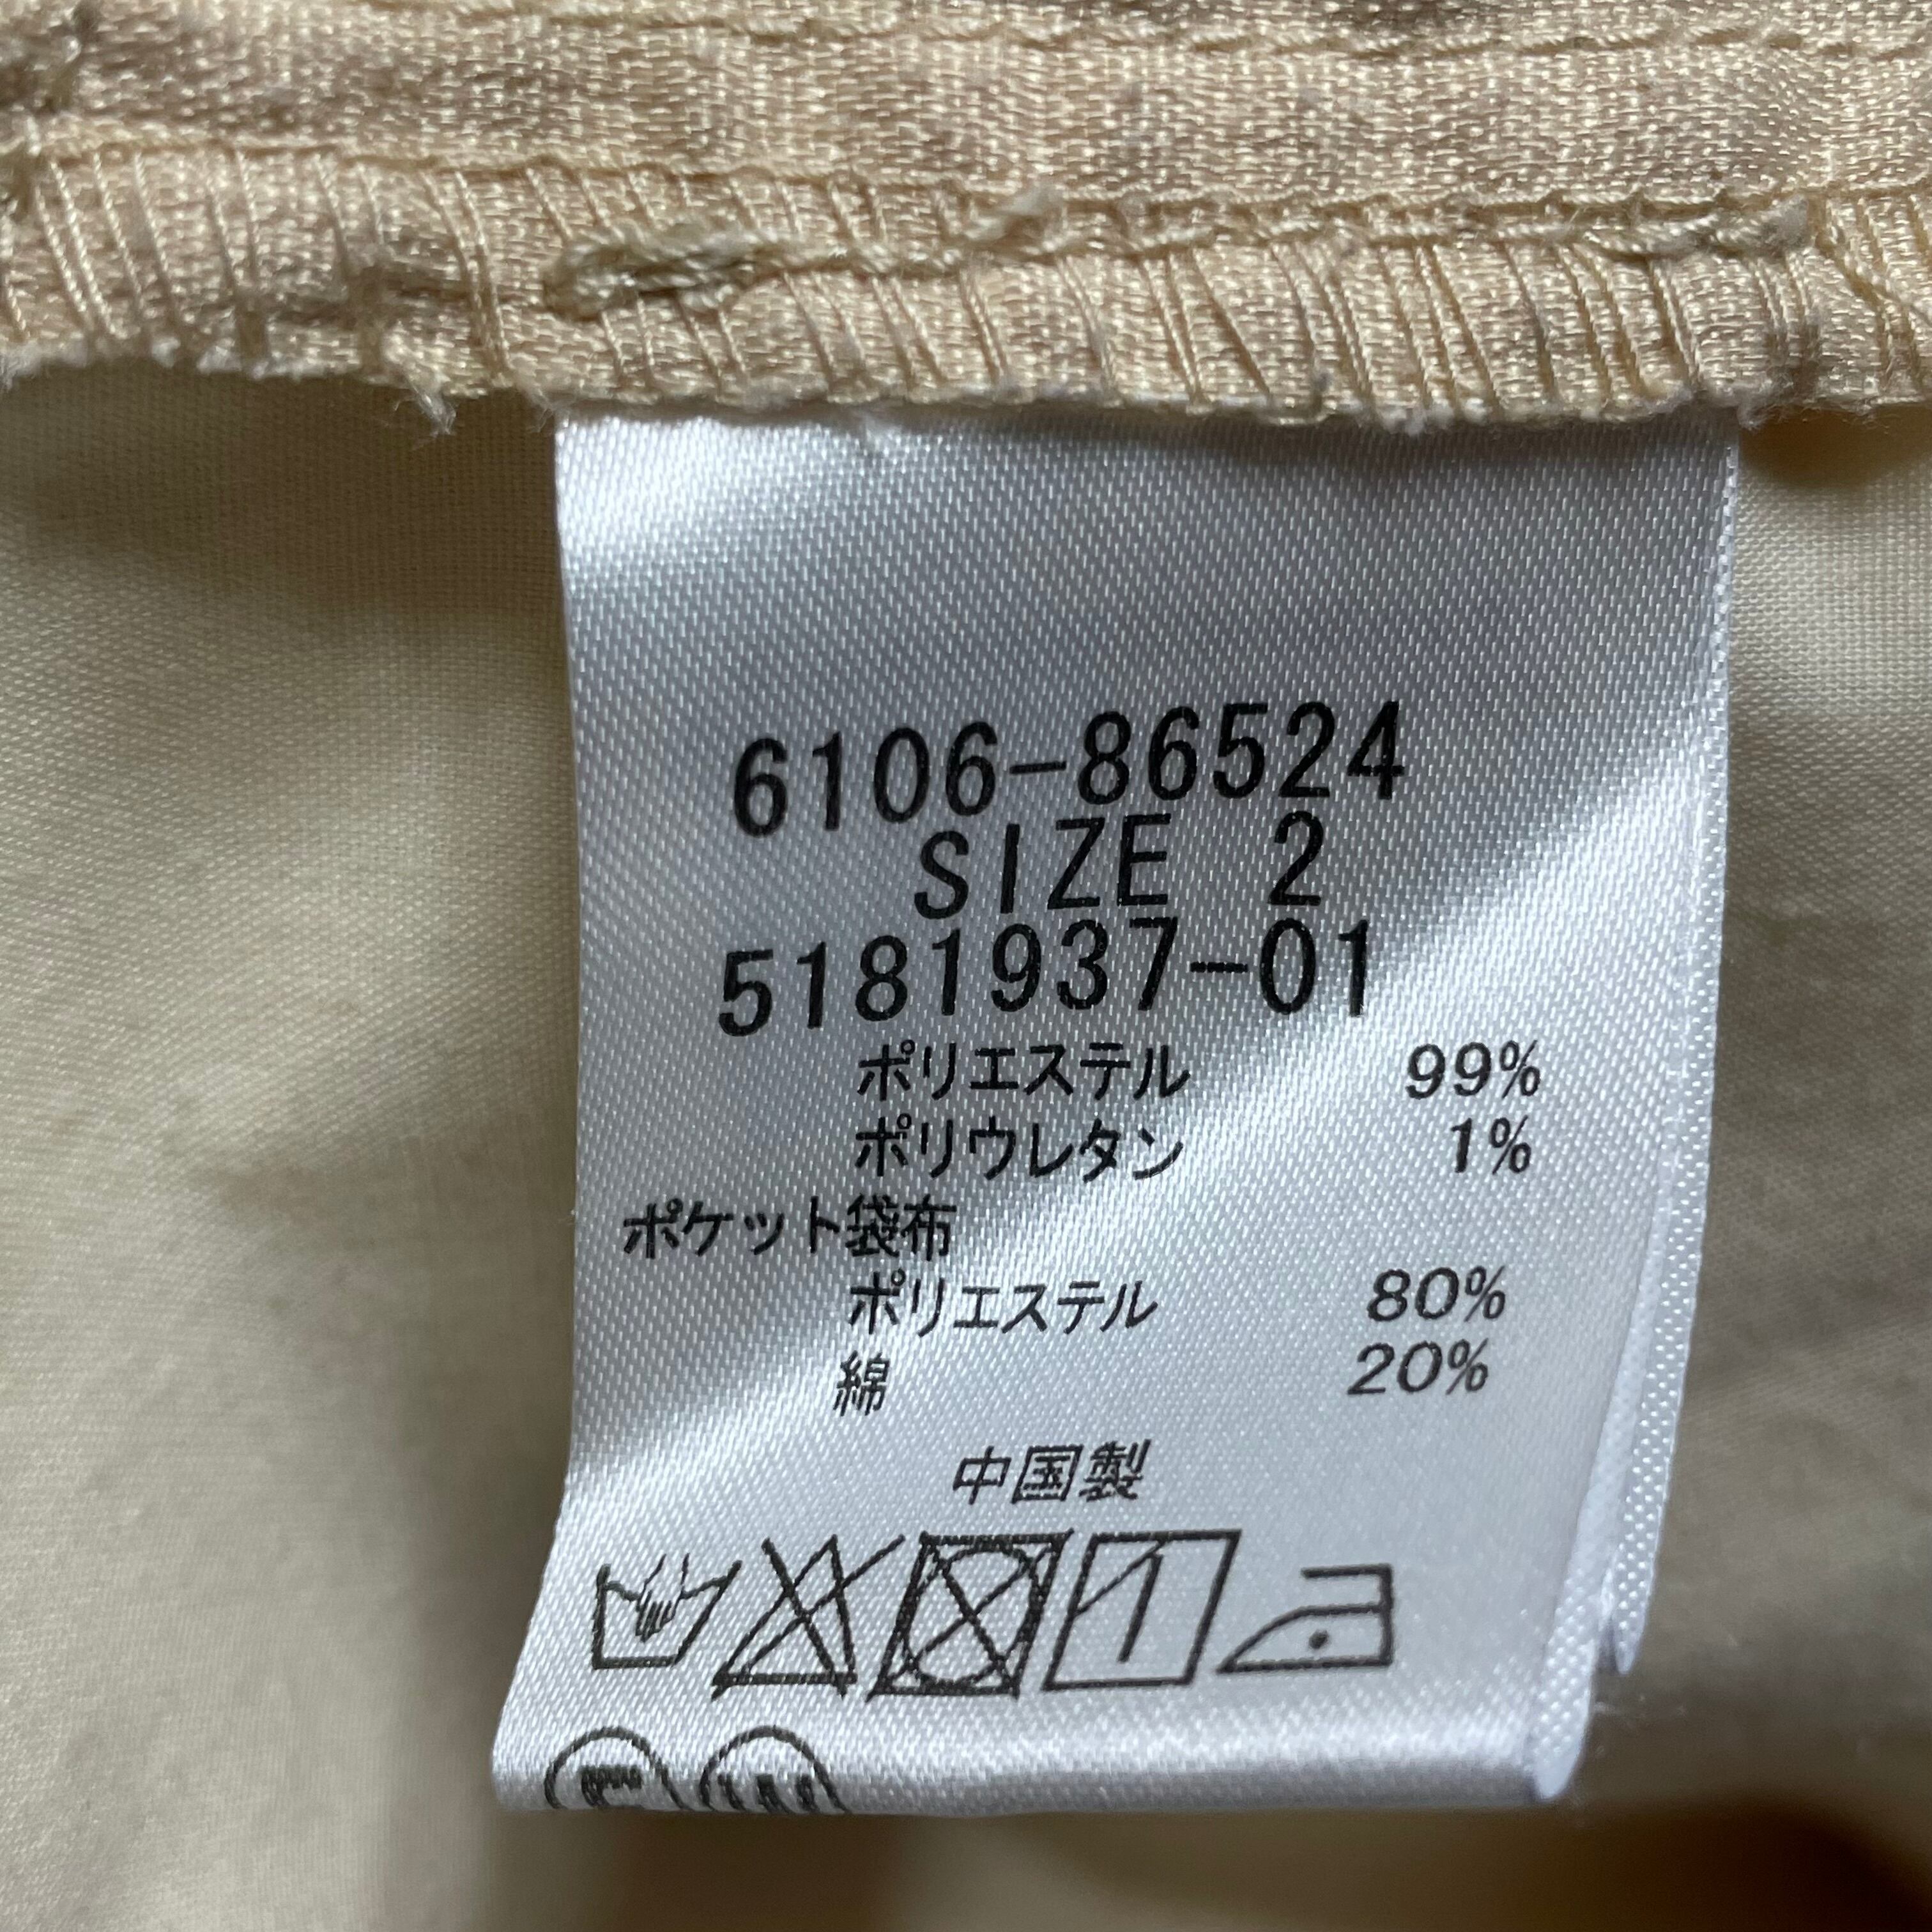 6106-86524
SIZE 2
5181937-01
ポリエステル 99%
ポリウレタン 1%
ポケット袋布
ポリエステル 80%
綿 20%
中国製